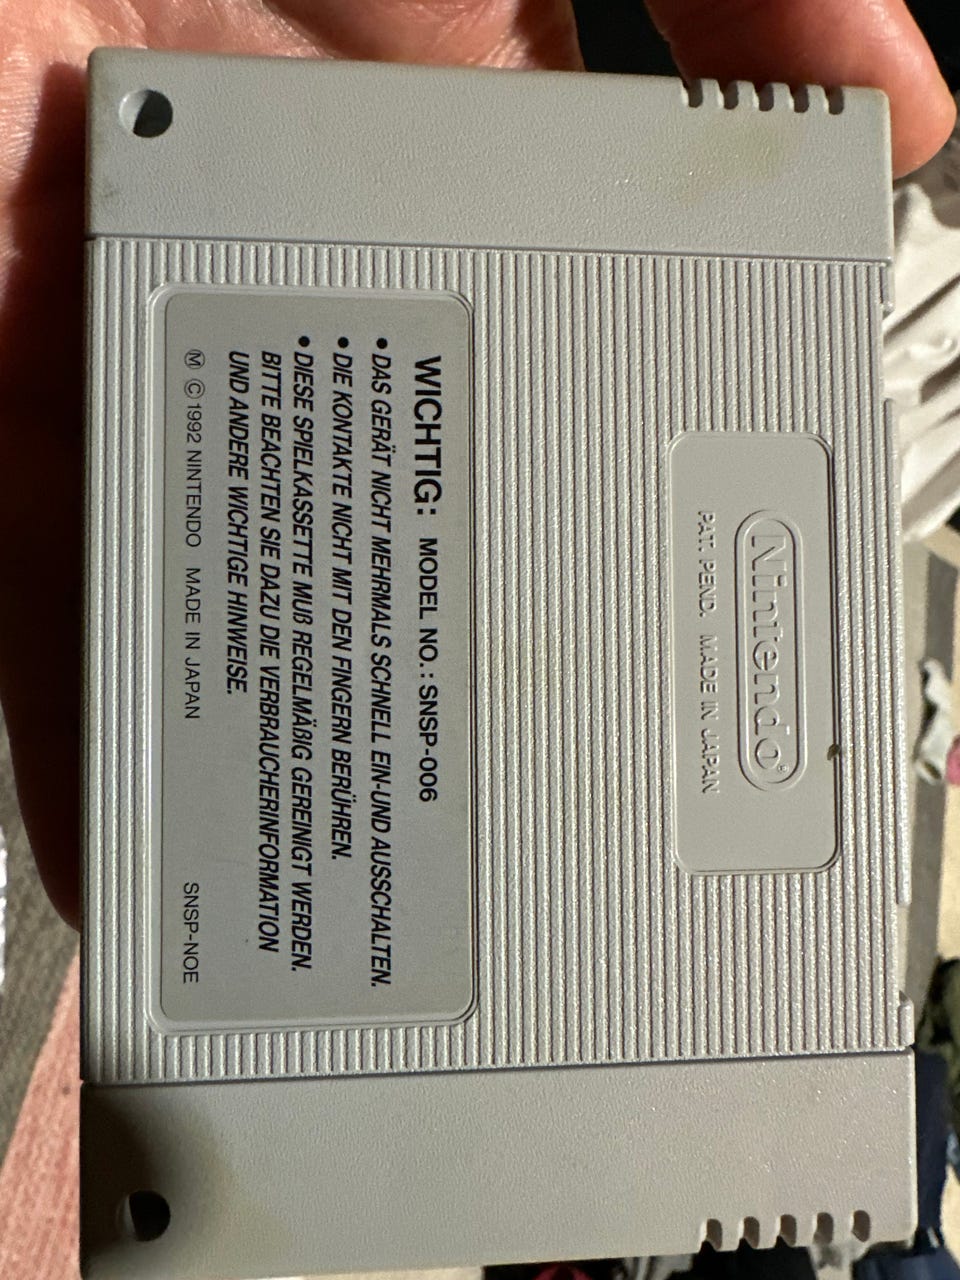 Nintendo®
PAT. PEND. MADE IN JAPAN
WICHTIG: MODEL NO.: SNSP-006
• DAS GERÄT NICHT MEHRMALS SCHNELL EIN-UND AUSSCHALTEN.
• DIE KONTAKTE NICHT MIT DEN FINGERN BERÜHREN.
• DIESE SPIELKASSETTE MUß REGELMÄßIG GEREINIGT WERDEN.
BITTE BEACHTEN SIE DAZU DIE VERBRAUCHERINFORMATION
UND ANDERE WICHTIGE HINWEISE.
Ⓜ © 1992 NINTENDO MADE IN JAPAN SNSP-NOE